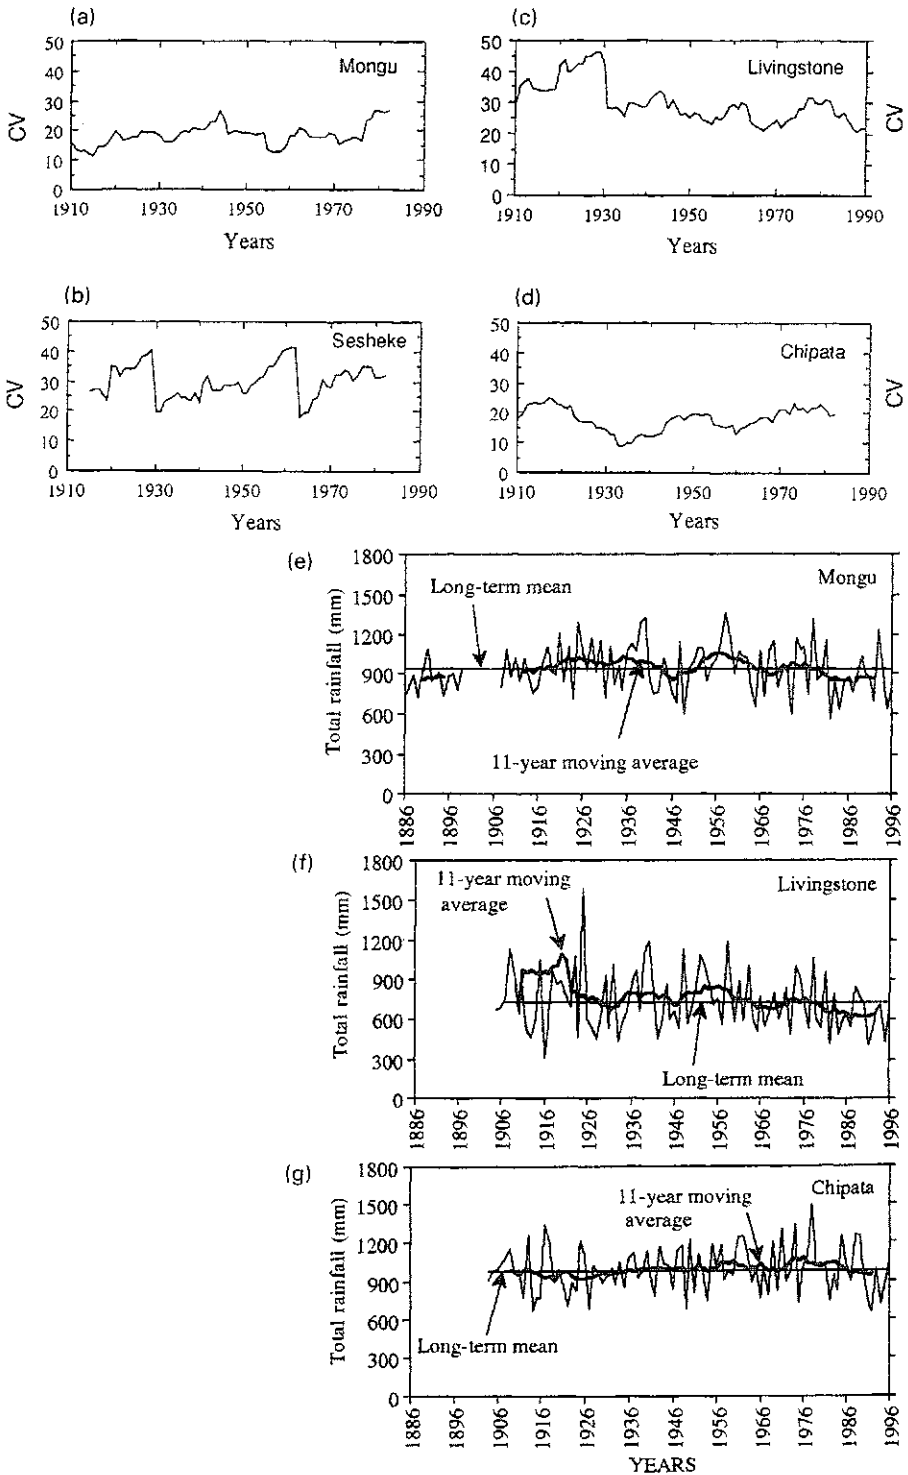 (a)
50
40
30
20
10
0
CV
Mongu
1910 1930 1950 1970 1990
Years
(c)
50
40
30
20
10
0
Livingstone
CV
1910 1930 1950 1970 1990
Years
(b)
50
40
30
20
10
0
CV
Sesheke
1910 1930 1950 1970 1990
Years
(d)
50
40
30
20
10
0
Chipata
CV
1910 1930 1950 1970 1990
Years
(e)
1800
1500
1200
900
600
300
0
Total rainfall (mm)
Mongu
Long-term mean
11-year moving average
1886 1896 1906 1916 1926 1936 1946 1956 1966 1976 1986 1996
(f)
1800
1500
1200
900
600
300
0
Total rainfall (mm)
11-year moving
average
Livingstone
Long-term mean
1886 1896 1906 1916 1926 1936 1946 1956 1966 1976 1986 1996
(g)
1800
1500
1200
900
600
300
0
Total rainfall (mm)
11-year moving
average
Chipata
Long-term mean
1886 1896 1906 1916 1926 1936 1946 1956 1966 1976 1986 1996
YEARS